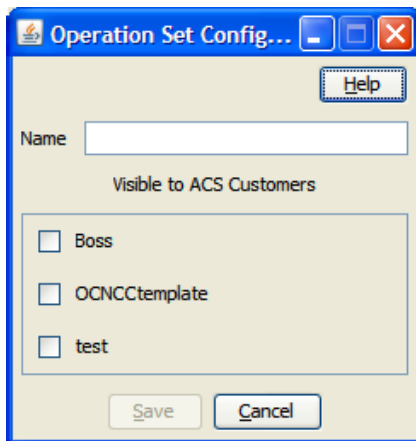 Operation Set Config...
Help
Name
Visible to ACS Customers
Boss
OCNCCtemplate
test
Save Cancel